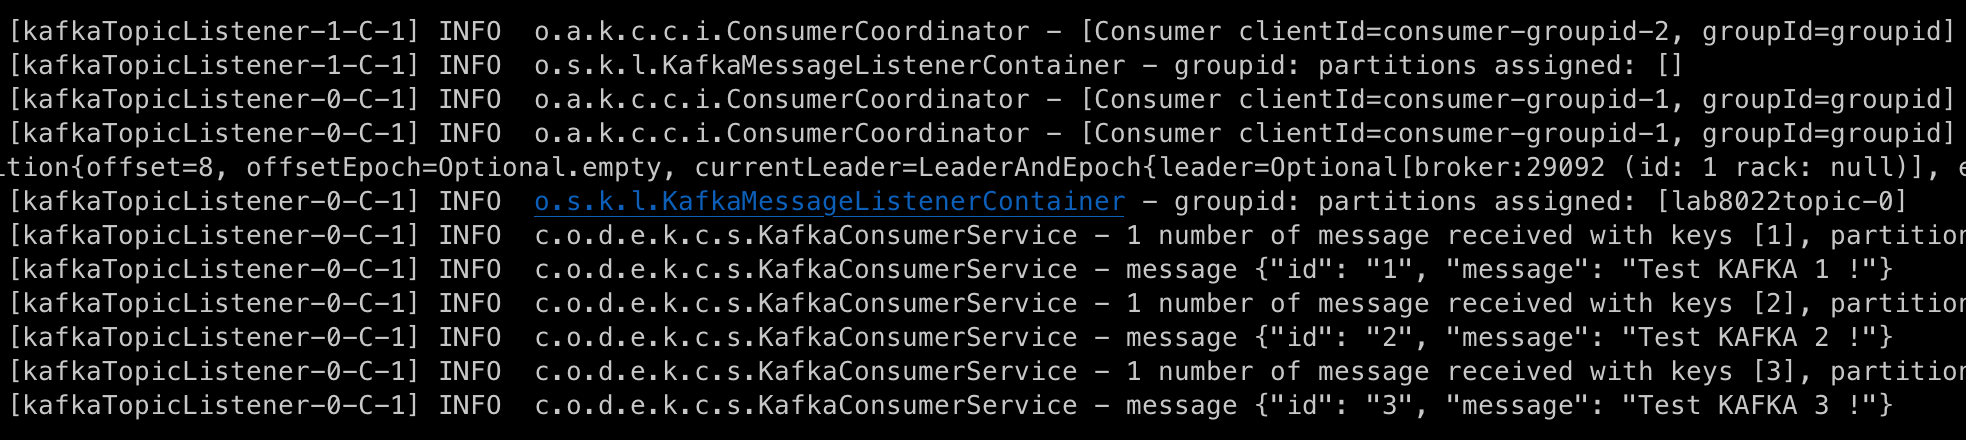 [kafkaTopicListener-1-C-1] INFO  o.a.k.c.c.i.ConsumerCoordinator - [Consumer clientId=consumer-groupid-2, groupId=groupid]
[kafkaTopicListener-1-C-1] INFO  o.s.k.l.KafkaMessageListenerContainer - groupid: partitions assigned: []
[kafkaTopicListener-0-C-1] INFO  o.a.k.c.c.i.ConsumerCoordinator - [Consumer clientId=consumer-groupid-1, groupId=groupid]
[kafkaTopicListener-0-C-1] INFO  o.a.k.c.c.i.ConsumerCoordinator - [Consumer clientId=consumer-groupid-1, groupId=groupid]
ition{offset=8, offsetEpoch=Optional.empty, currentLeader=LeaderAndEpoch{leader=Optional[broker:29092 (id: 1 rack: null)], e
[kafkaTopicListener-0-C-1] INFO  o.s.k.l.KafkaMessageListenerContainer - groupid: partitions assigned: [lab8022topic-0]
[kafkaTopicListener-0-C-1] INFO  c.o.d.e.k.c.s.KafkaConsumerService - 1 number of message received with keys [1], partition
[kafkaTopicListener-0-C-1] INFO  c.o.d.e.k.c.s.KafkaConsumerService - message {"id": "1", "message": "Test KAFKA 1 !"}
[kafkaTopicListener-0-C-1] INFO  c.o.d.e.k.c.s.KafkaConsumerService - 1 number of message received with keys [2], partition
[kafkaTopicListener-0-C-1] INFO  c.o.d.e.k.c.s.KafkaConsumerService - message {"id": "2", "message": "Test KAFKA 2 !"}
[kafkaTopicListener-0-C-1] INFO  c.o.d.e.k.c.s.KafkaConsumerService - 1 number of message received with keys [3], partition
[kafkaTopicListener-0-C-1] INFO  c.o.d.e.k.c.s.KafkaConsumerService - message {"id": "3", "message": "Test KAFKA 3 !"}